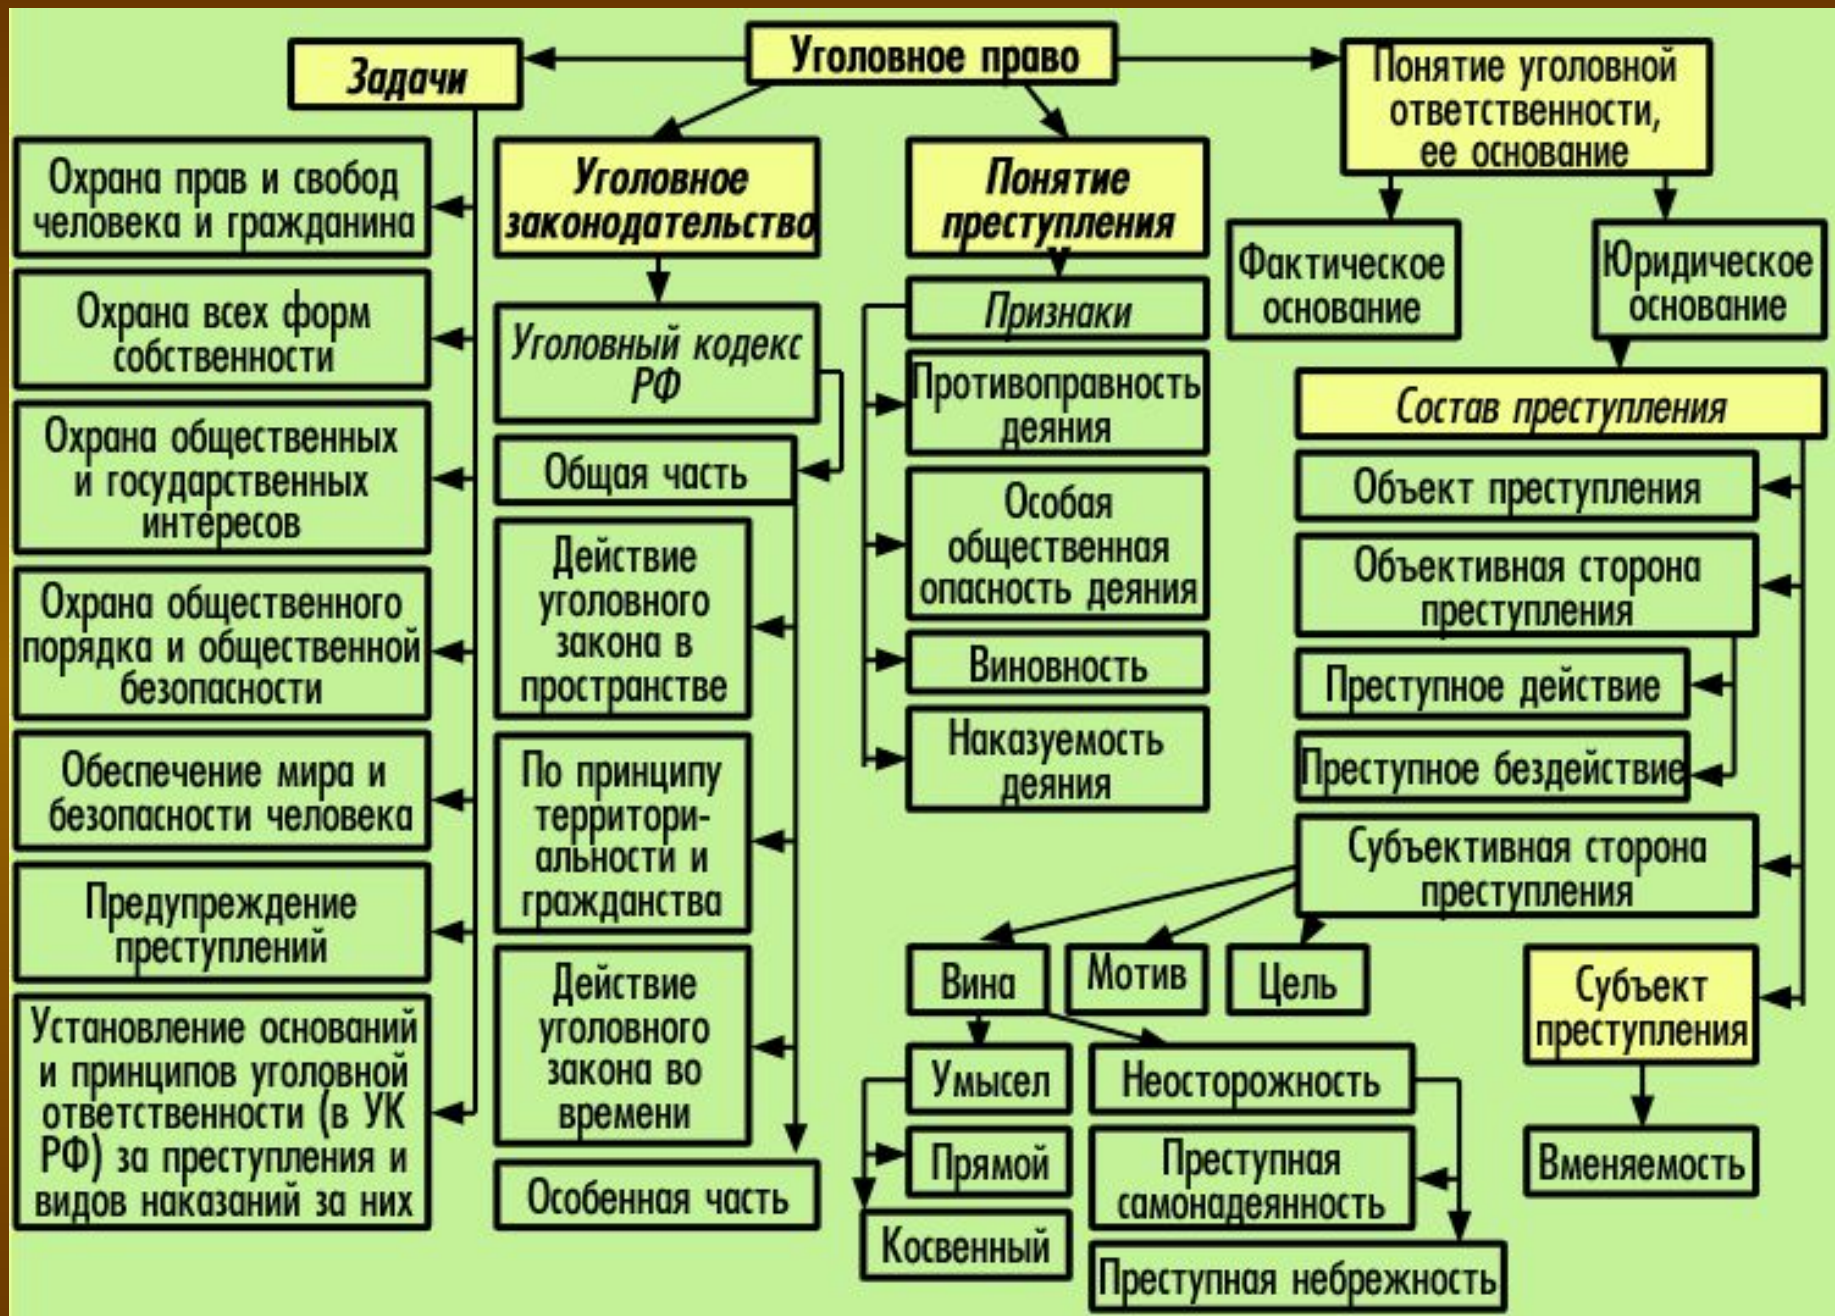 Уголовное право
Задачи
Охрана прав и свобод
человека и гражданина
Охрана всех форм
собственности
Охрана общественных
и государственных
интересов
Охрана общественного
порядка и общественной
безопасности
Обеспечение мира и
безопасности человека
Предупреждение
преступлений
Установление оснований
и принципов уголовной
ответственности (в УК
РФ) за преступления и
видов наказаний за них
Уголовное
законодательство
Уголовный кодекс
РФ
Общая часть
Действие
уголовного
закона в
пространстве
По принципу
территори-
альности и
гражданства
Действие
уголовного
закона во
времени
Особенная часть
Понятие
преступления
Признаки
Противоправность
деяния
Особая
общественная
опасность деяния
Виновность
Наказуемость
деяния
Понятие уголовной
ответственности,
ее основание
Фактическое
основание
Юридическое
основание
Состав преступления
Объект преступления
Объективная сторона
преступления
Преступное действие
Преступное бездействие
Субъективная сторона
преступления
Вина
Мотив
Цель
Умысел
Прямой
Косвенный
Неосторожность
Преступная
самонадеянность
Преступная небрежность
Субъект
преступления
Вменяемость